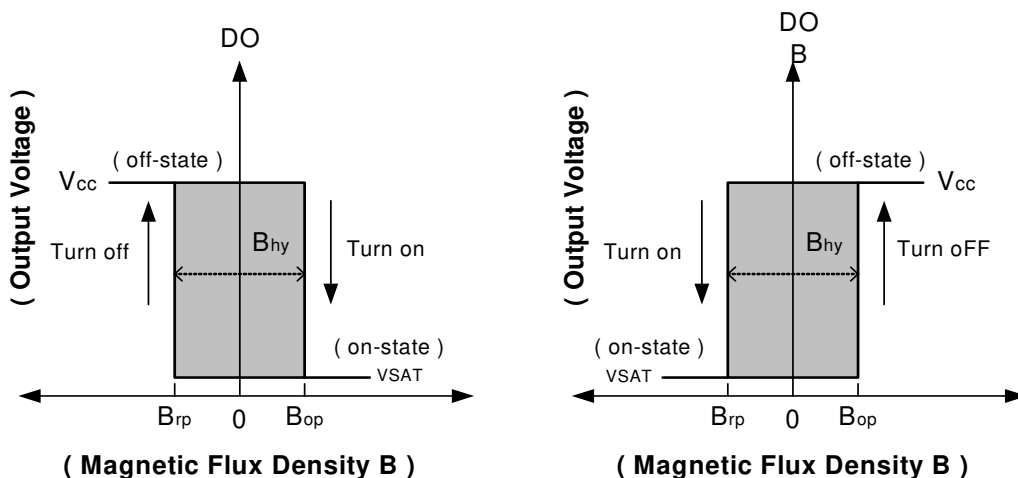 DO
( Output Voltage )
( off-state )
Vcc
Turn off
Bhy
Turn on
( on-state )
VSAT
Brp
0
Bop
( Magnetic Flux Density B )
DO
B
( Output Voltage )
( off-state )
Vcc
Turn on
Bhy
Turn oFF
( on-state )
VSAT
Brp
0
Bop
( Magnetic Flux Density B )